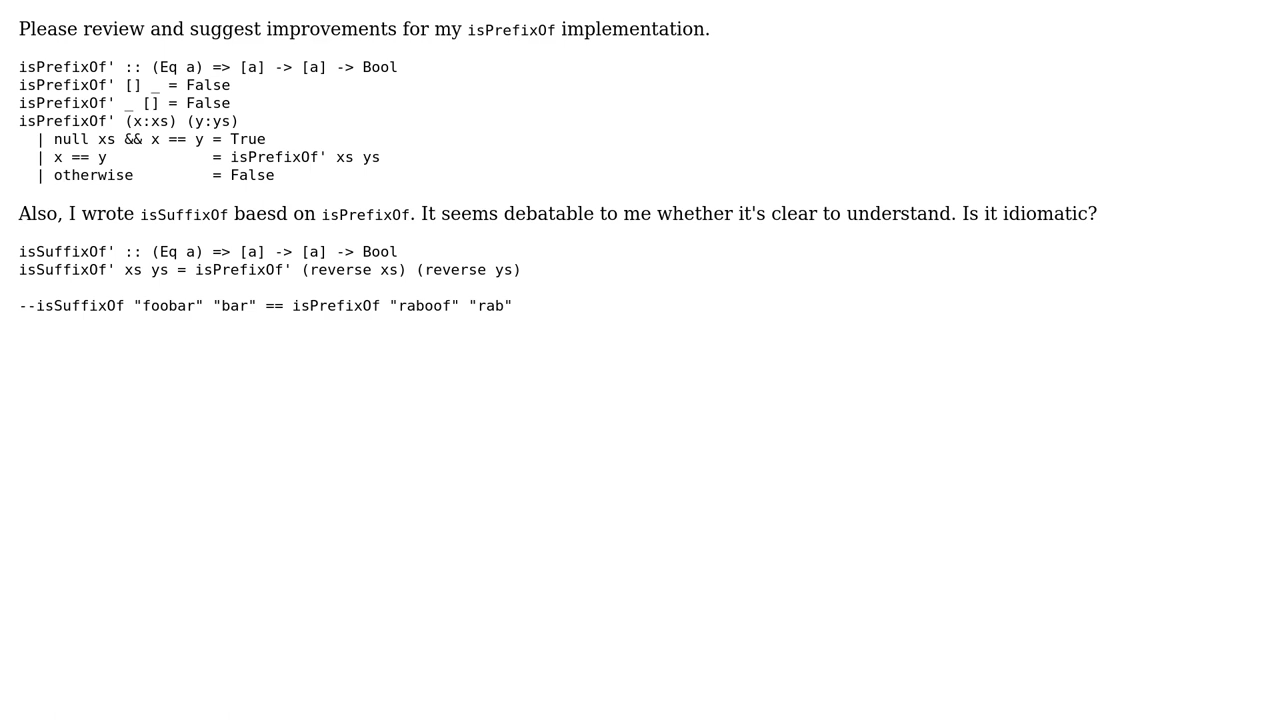 Please review and suggest improvements for my isPrefixOf implementation.
isPrefixOf' :: (Eq a) => [a] -> [a] -> Bool
isPrefixOf' [] _ = False
isPrefixOf' _ [] = False
isPrefixOf' (x:xs) (y:ys)
  | null xs && x == y = True
  | x == y            = isPrefixOf' xs ys
  | otherwise         = False
Also, I wrote isSuffixOf baesd on isPrefixOf. It seems debatable to me whether it's clear to understand. Is it idiomatic?
isSuffixOf' :: (Eq a) => [a] -> [a] -> Bool
isSuffixOf' xs ys = isPrefixOf' (reverse xs) (reverse ys)
--isSuffixOf "foobar" "bar" == isPrefixOf "raboof" "rab"